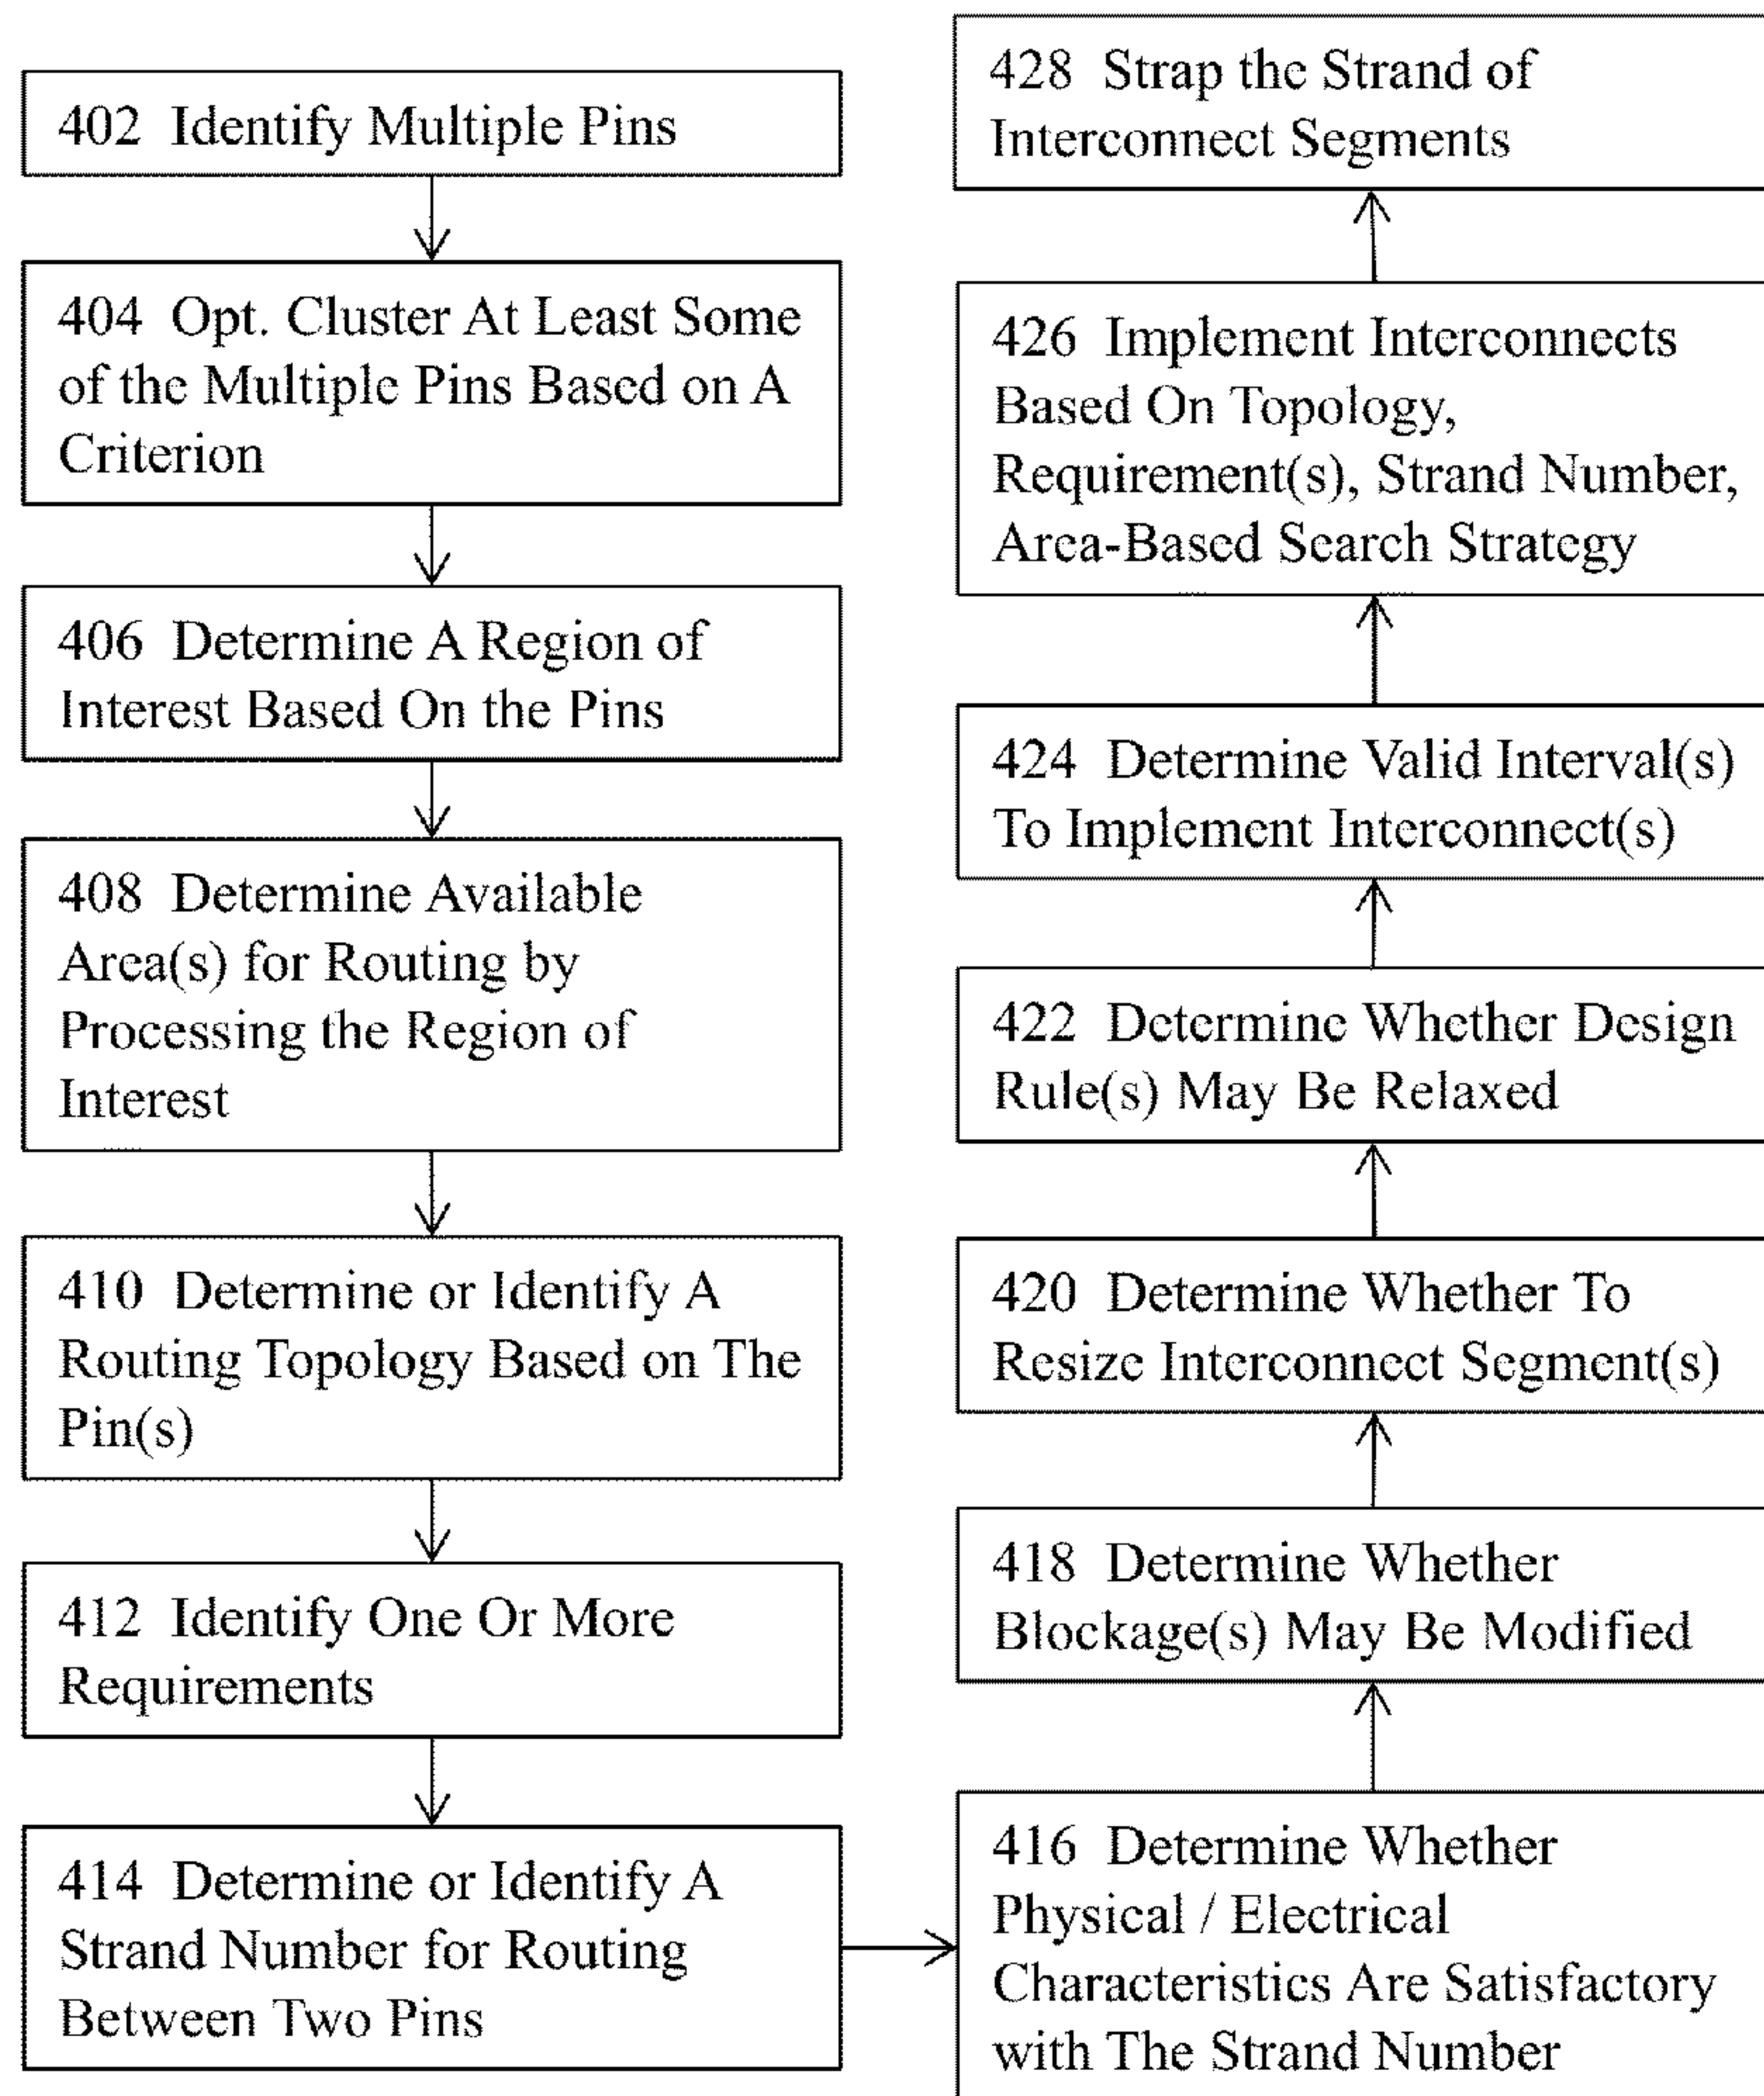 402 Identify Multiple Pins
404 Opt. Cluster At Least Some
of the Multiple Pins Based on A
Criterion
406 Determine A Region of
Interest Based On the Pins
408 Determine Available
Area(s) for Routing by
Processing the Region of
Interest
410 Determine or Identify A
Routing Topology Based on The
Pin(s)
412 Identify One Or More
Requirements
414 Determine or Identify A
Strand Number for Routing
Between Two Pins
416 Determine Whether
Physical / Electrical
Characteristics Are Satisfactory
with The Strand Number
418 Determine Whether
Blockage(s) May Be Modified
420 Determine Whether To
Resize Interconnect Segment(s)
422 Determine Whether Design
Rule(s) May Be Relaxed
424 Determine Valid Interval(s)
To Implement Interconnect(s)
426 Implement Interconnects
Based On Topology,
Requirement(s), Strand Number,
Area-Based Search Strategy
428 Strap the Strand of
Interconnect Segments